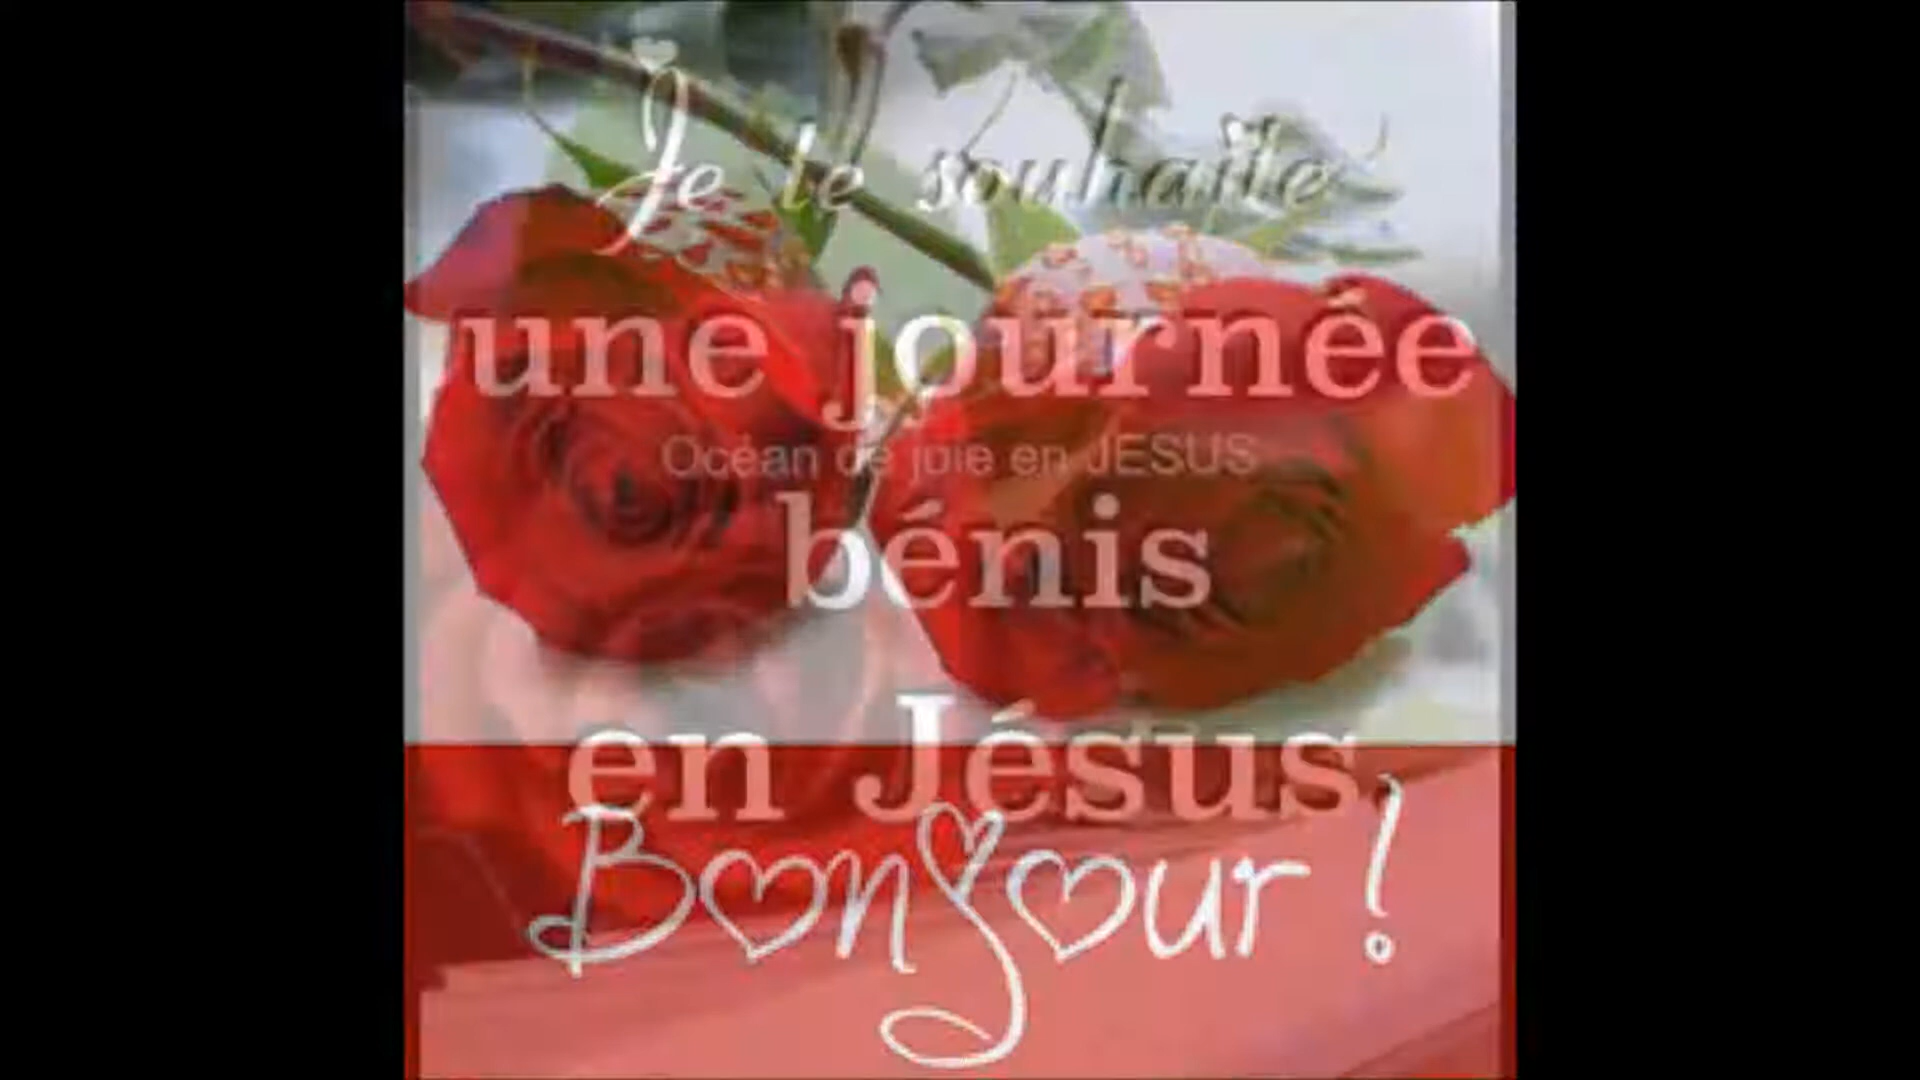 Je te souhaite
une journée
Océan de joie en JESUS
bénis
en Jésus
Bonjour !